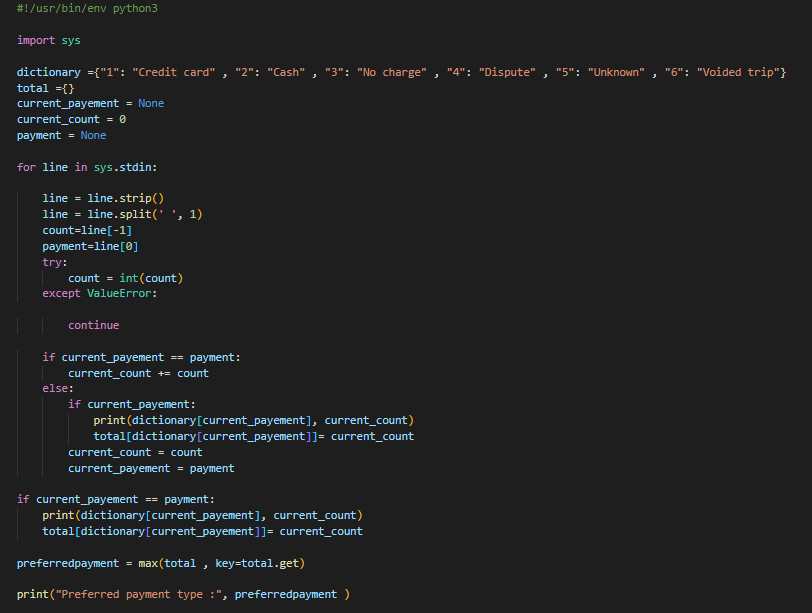 #!/usr/bin/env python3
import sys
dictionary ={"1": "Credit card" , "2": "Cash" , "3": "No charge" , "4": "Dispute" , "5": "Unknown" , "6": "Voided trip"}
total ={}
current_payement = None
current_count = 0
payment = None
for line in sys.stdin:
    line = line.strip()
    line = line.split(' ', 1)
    count=line[-1]
    payment=line[0]
    try:
        count = int(count)
    except ValueError:
        continue
    if current_payement == payment:
        current_count += count
    else:
        if current_payement:
            print(dictionary[current_payement], current_count)
            total[dictionary[current_payement]]= current_count
        current_count = count
        current_payement = payment
if current_payement == payment:
    print(dictionary[current_payement], current_count)
    total[dictionary[current_payement]]= current_count
preferredpayment = max(total , key=total.get)
print("Preferred payment type :", preferredpayment )